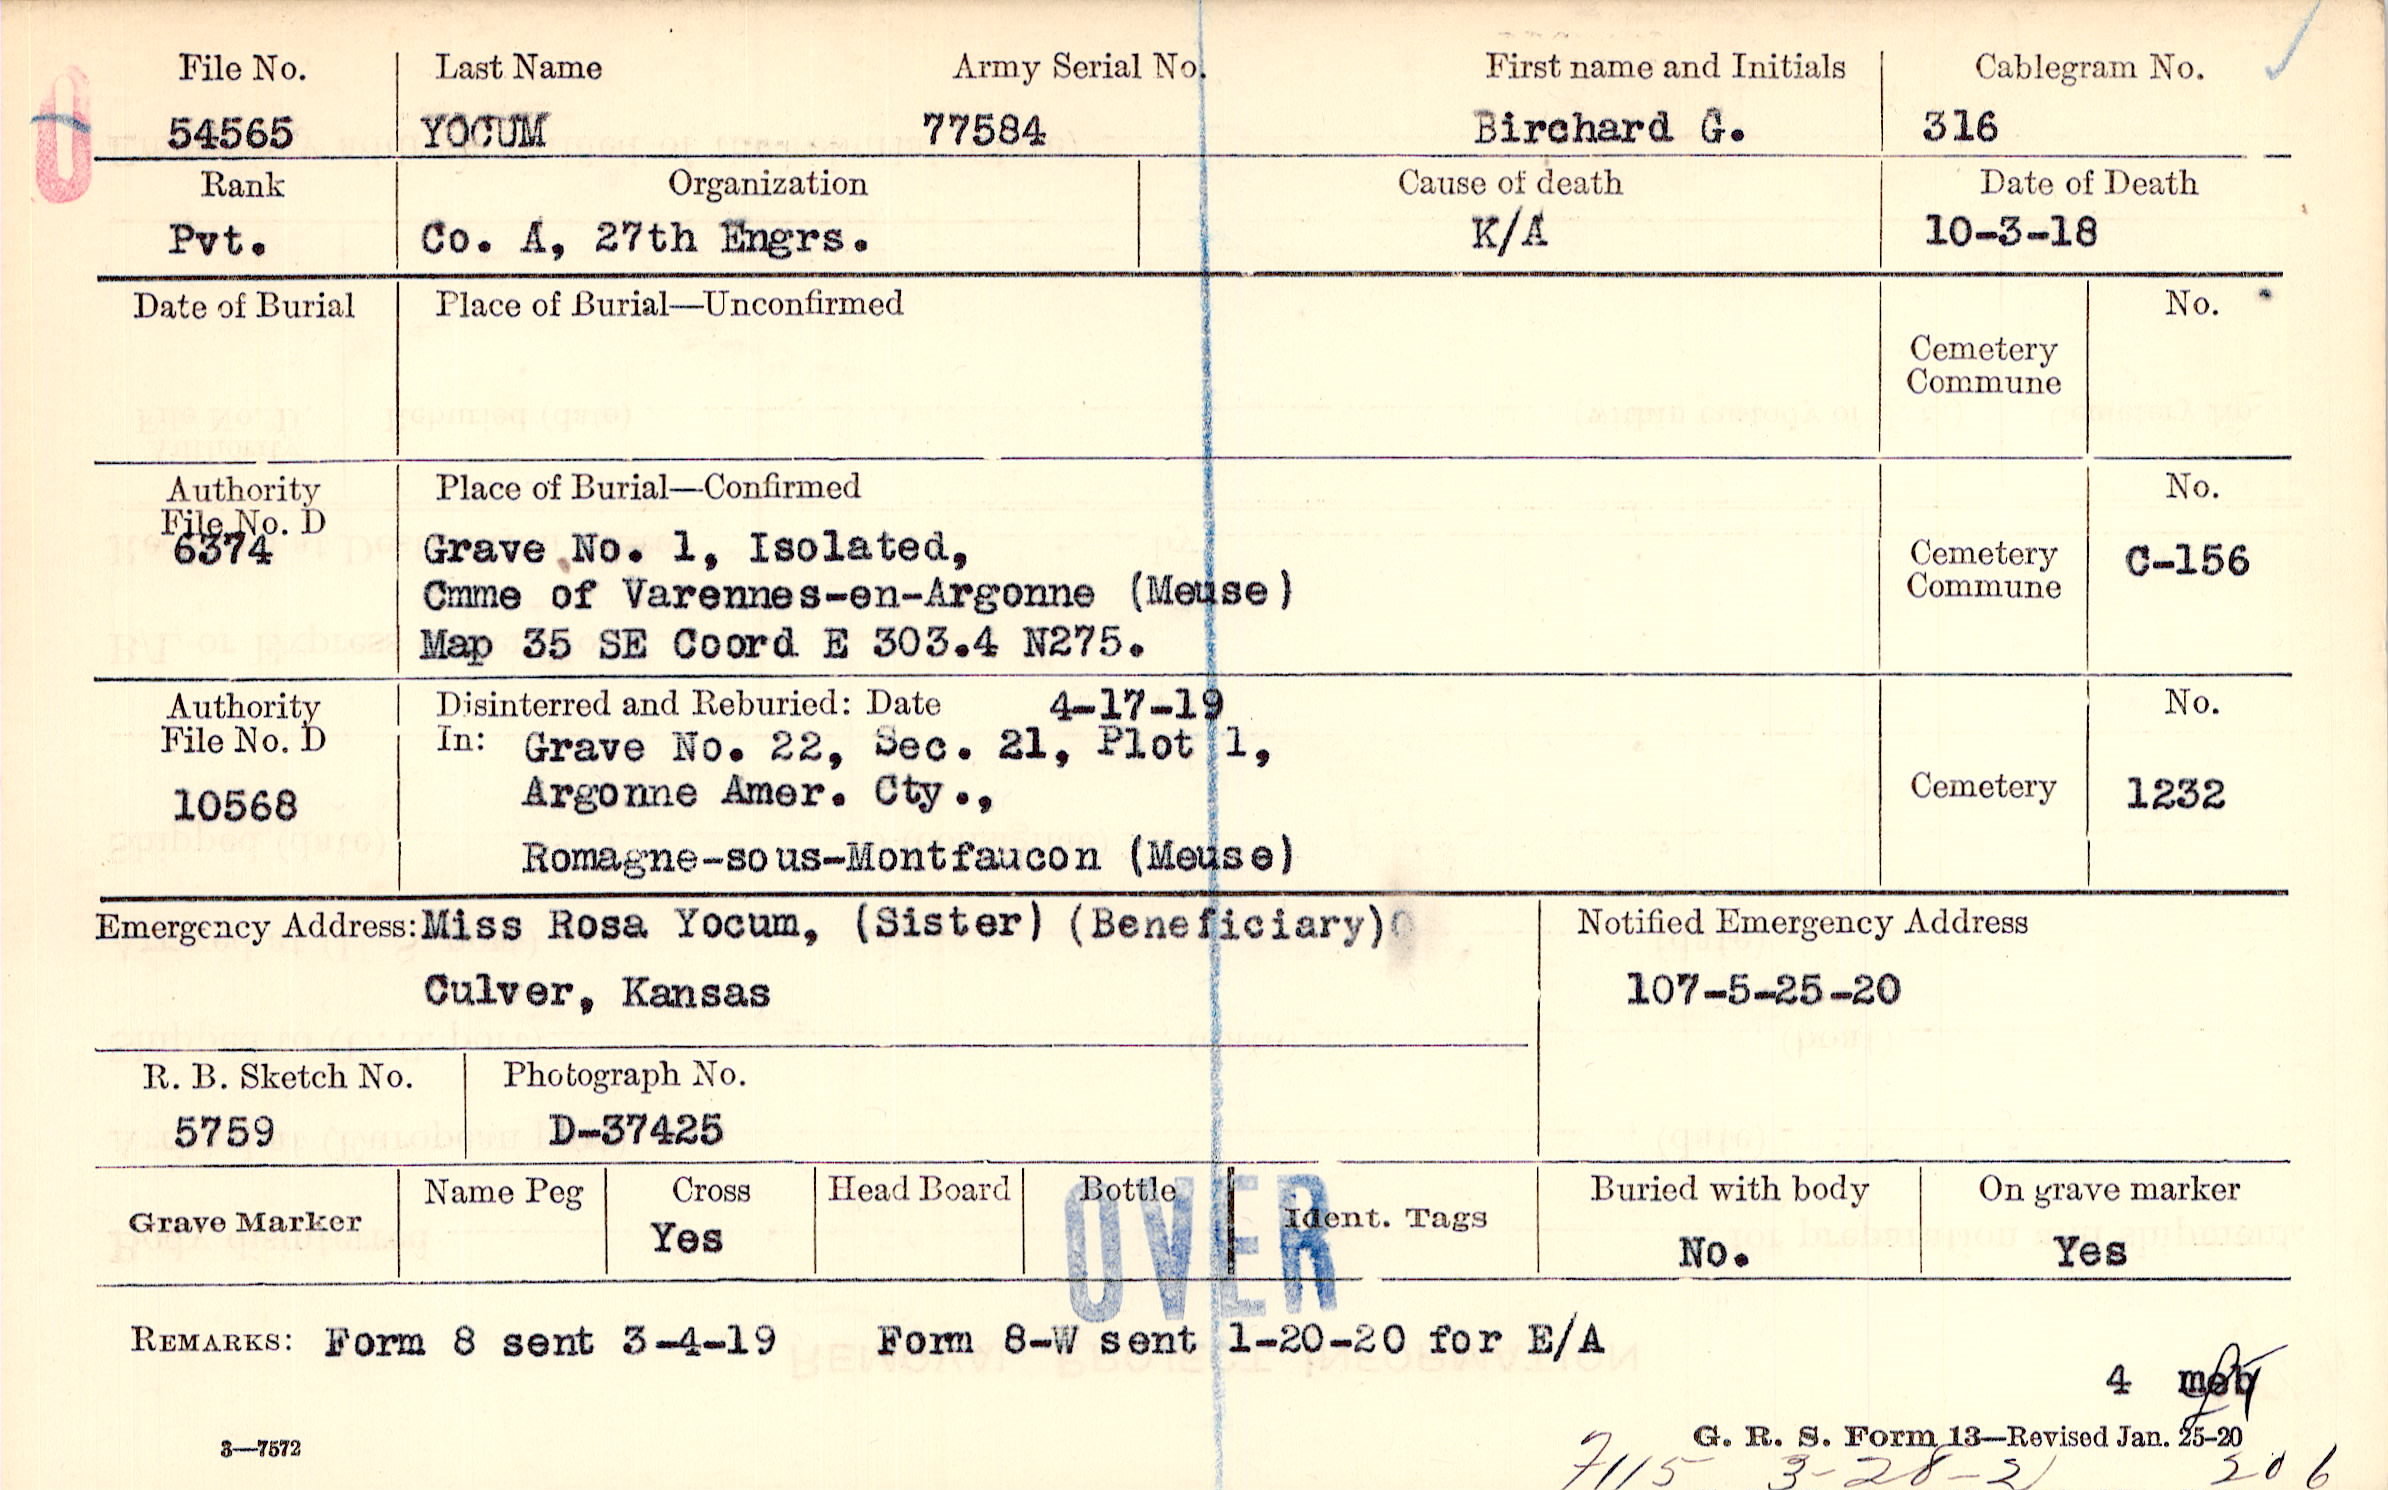 File No. Last Name Army Serial No. First name and Initials Cablegram No.
54565 YOCUM 77584 Birchard G. 316
Rank Organization Cause of death Date of Death
Pvt. Co. A, 27th Engrs. K/A 10-3-18
Date of Burial Place of Burial—Unconfirmed No.
Cemetery
Commune
Authority Place of Burial—Confirmed No.
File No. D
6374 Grave No. 1, Isolated, Cemetery C-156
Cmme of Varennes-en-Argonne (Meuse) Commune
Map 35 SE Coord E 303.4 N275.
Authority Disinterred and Reburied: Date 4-17-19 No.
File No. D In: Grave No. 22, Sec. 21, Plot 1,
10568 Argonne Amer. Cty., Cemetery 1232
Romagne-sous-Montfaucon (Meuse)
Emergency Address: Miss Rosa Yocum, (Sister) (Beneficiary) Notified Emergency Address
Culver, Kansas 107-5-25-20
R. B. Sketch No. Photograph No.
5759 D-37425
Grave Marker Name Peg Cross Head Board Bottle Ident. Tags Buried with body On grave marker
Yes No. Yes
OVER
REMARKS: Form 8 sent 3-4-19 Form 8-W sent 1-20-20 for E/A
4
3—7572 G. R. S. Form 13—Revised Jan. 25-20
7115 3-28-21 206